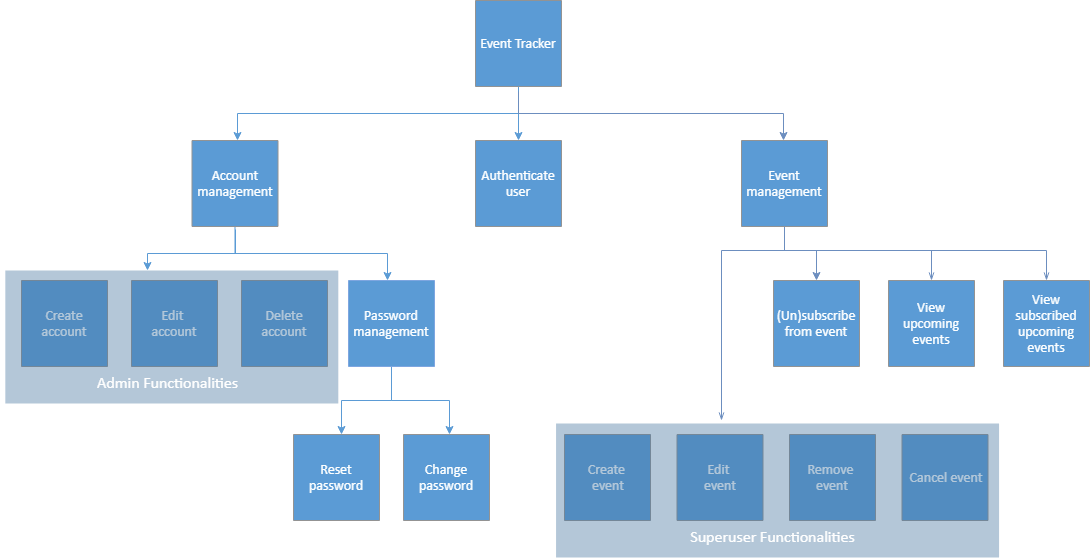 Event Tracker
Account
management
Authenticate
user
Event
management
Create
account
Edit
account
Delete
account
Admin Functionalities
Password
management
(Un)subscribe
from event
View
upcoming
events
View
subscribed
upcoming
events
Reset
password
Change
password
Create
event
Edit
event
Remove
event
Cancel event
Superuser Functionalities